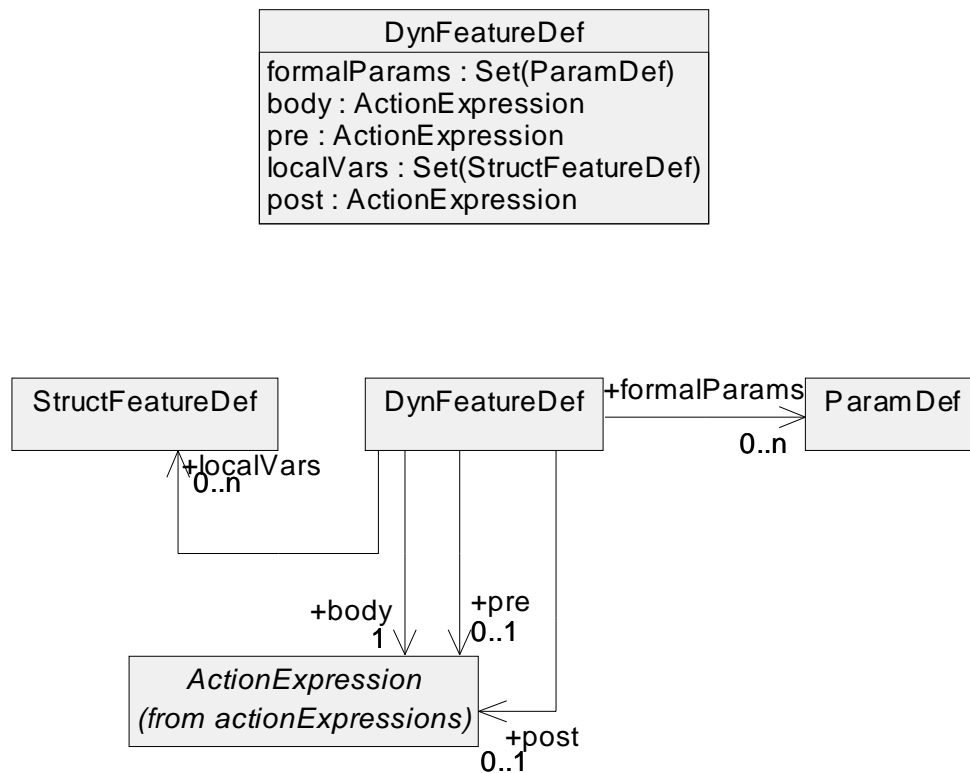 DynFeatureDef
formalParams : Set(ParamDef)
body : ActionExpression
pre : ActionExpression
localVars : Set(StructFeatureDef)
post : ActionExpression
StructFeatureDef
DynFeatureDef
+formalParams
ParamDef
0..n
+localVars
0..n
+body
1
+pre
0..1
ActionExpression
(from actionExpressions)
+post
0..1